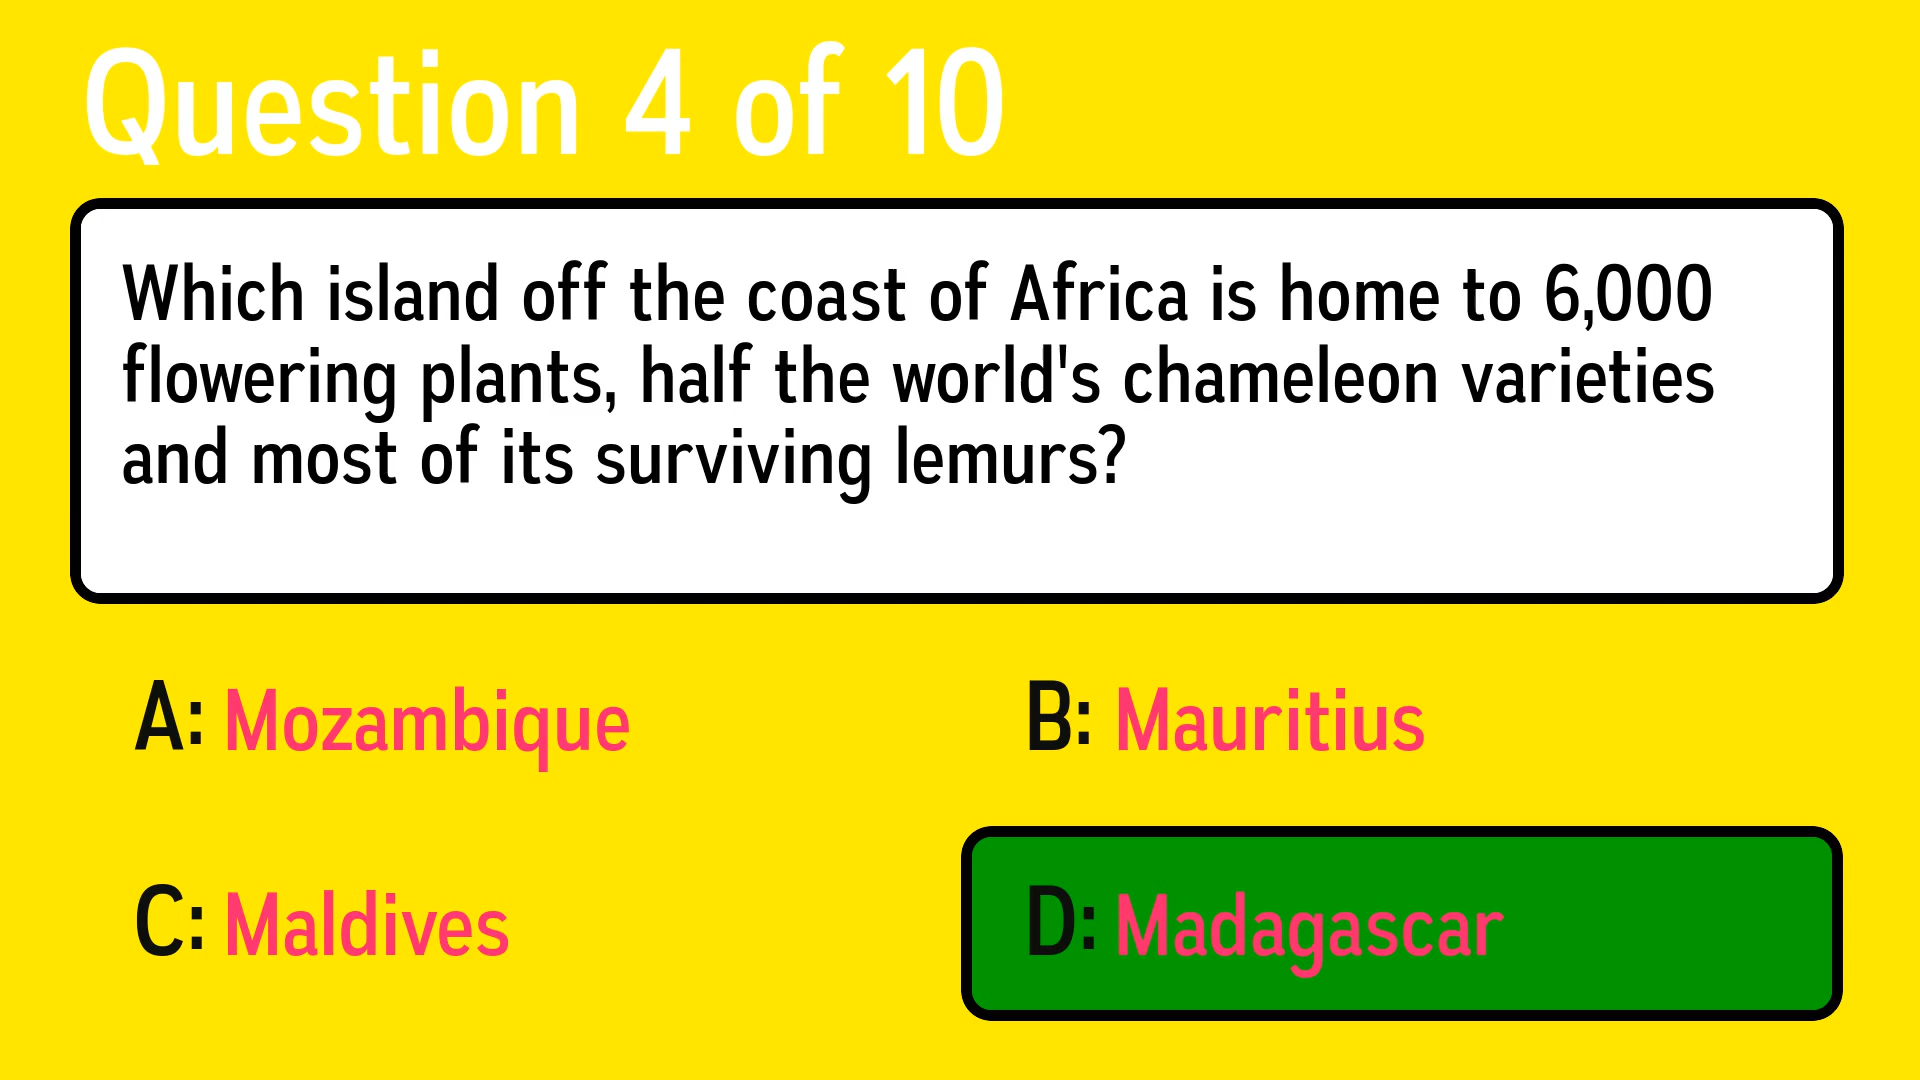 Question 4 of 10
Which island off the coast of Africa is home to 6,000
flowering plants, half the world's chameleon varieties
and most of its surviving lemurs?
A: Mozambique
B: Mauritius
C: Maldives
D: Madagascar